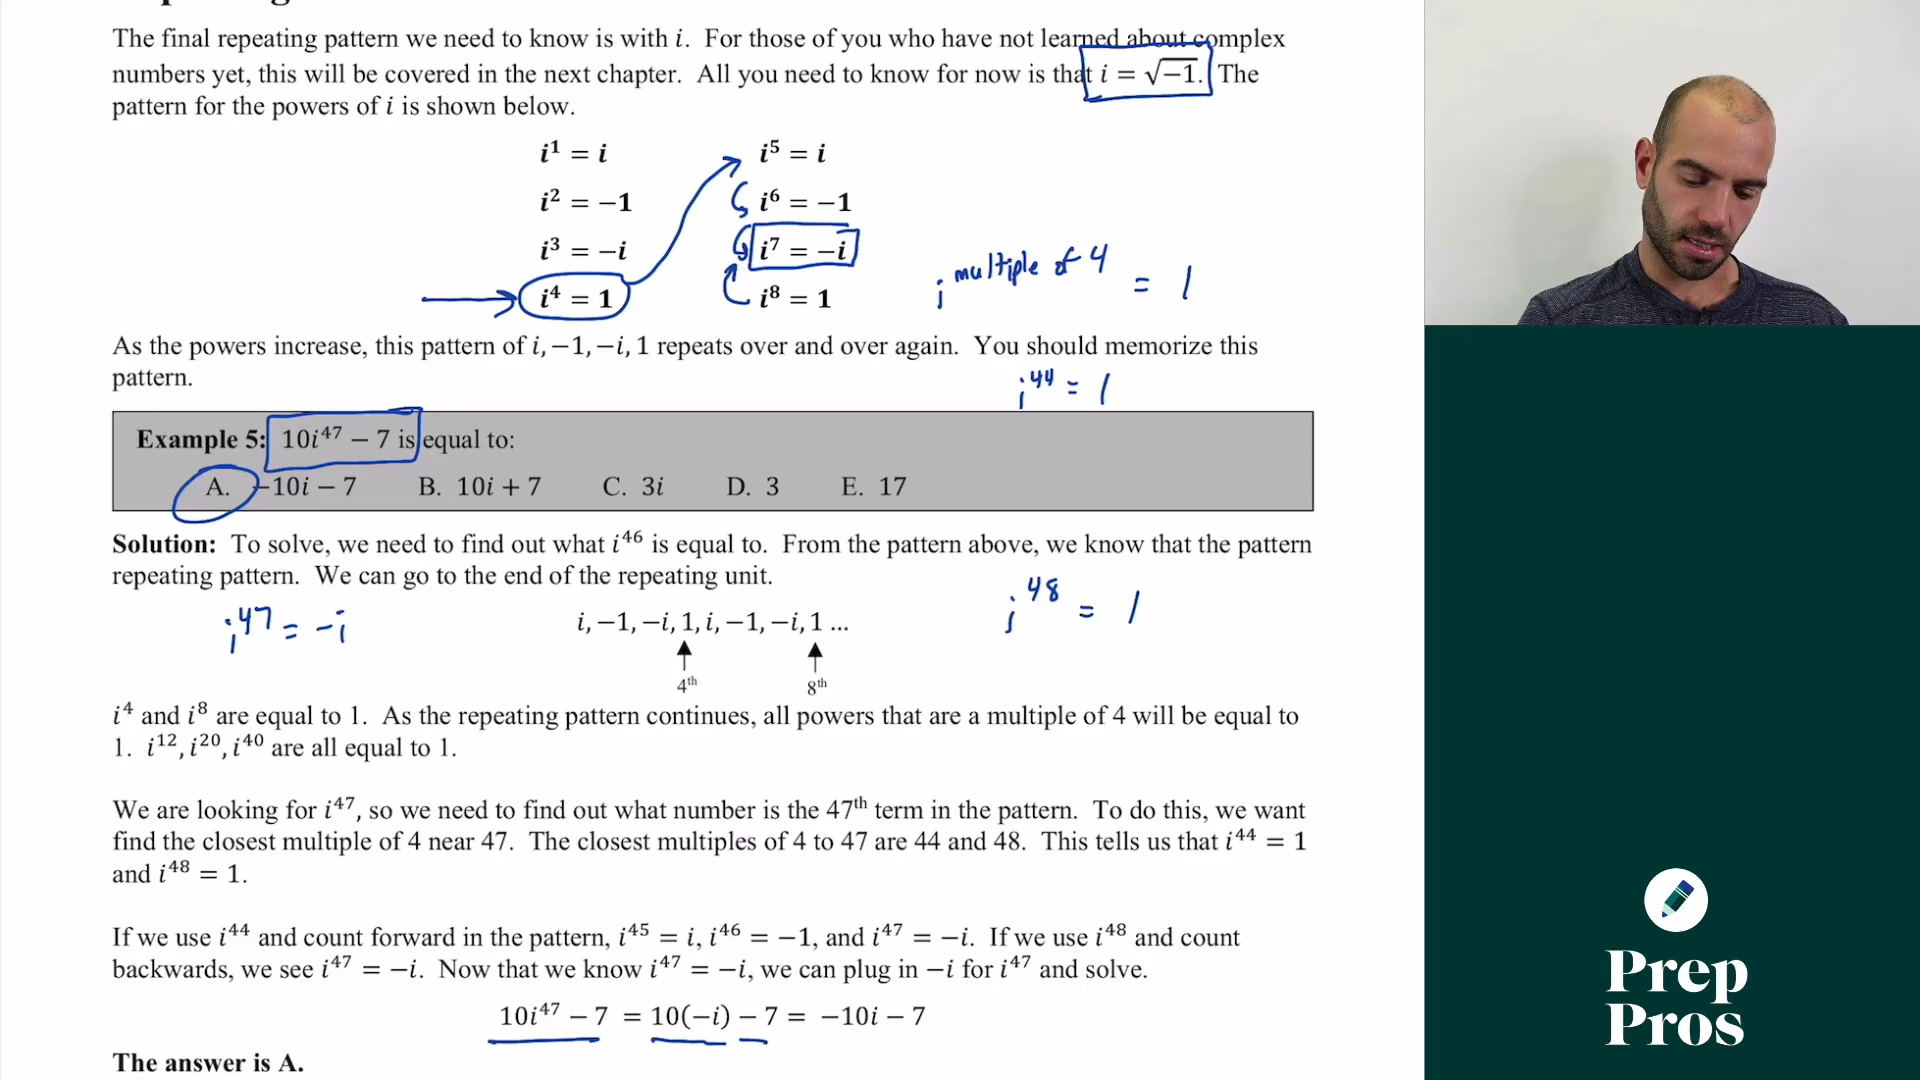 The final repeating pattern we need to know is with i. For those of you who have not learned about complex
numbers yet, this will be covered in the next chapter. All you need to know for now is that i = √−1. The
pattern for the powers of i is shown below.
i¹ = i i⁵ = i
i² = −1 i⁶ = −1
i³ = −i i⁷ = −i
i⁴ = 1 i⁸ = 1
i multiple of 4 = 1
As the powers increase, this pattern of i, −1, −i, 1 repeats over and over again. You should memorize this
pattern.
i⁴⁴ = 1
Example 5: 10i⁴⁷ − 7 is equal to:
A. −10i − 7 B. 10i + 7 C. 3i D. 3 E. 17
Solution: To solve, we need to find out what i⁴⁶ is equal to. From the pattern above, we know that the pattern
repeating pattern. We can go to the end of the repeating unit.
i⁴⁷ = −i
i, −1, −i, 1, i, −1, −i, 1 ...
i⁴⁸ = 1
4th 8th
i⁴ and i⁸ are equal to 1. As the repeating pattern continues, all powers that are a multiple of 4 will be equal to
1. i¹², i²⁰, i⁴⁰ are all equal to 1.
We are looking for i⁴⁷, so we need to find out what number is the 47th term in the pattern. To do this, we want
find the closest multiple of 4 near 47. The closest multiples of 4 to 47 are 44 and 48. This tells us that i⁴⁴ = 1
and i⁴⁸ = 1.
If we use i⁴⁴ and count forward in the pattern, i⁴⁵ = i, i⁴⁶ = −1, and i⁴⁷ = −i. If we use i⁴⁸ and count
backwards, we see i⁴⁷ = −i. Now that we know i⁴⁷ = −i, we can plug in −i for i⁴⁷ and solve.
10i⁴⁷ − 7 = 10(−i) − 7 = −10i − 7
The answer is A.
Prep
Pros